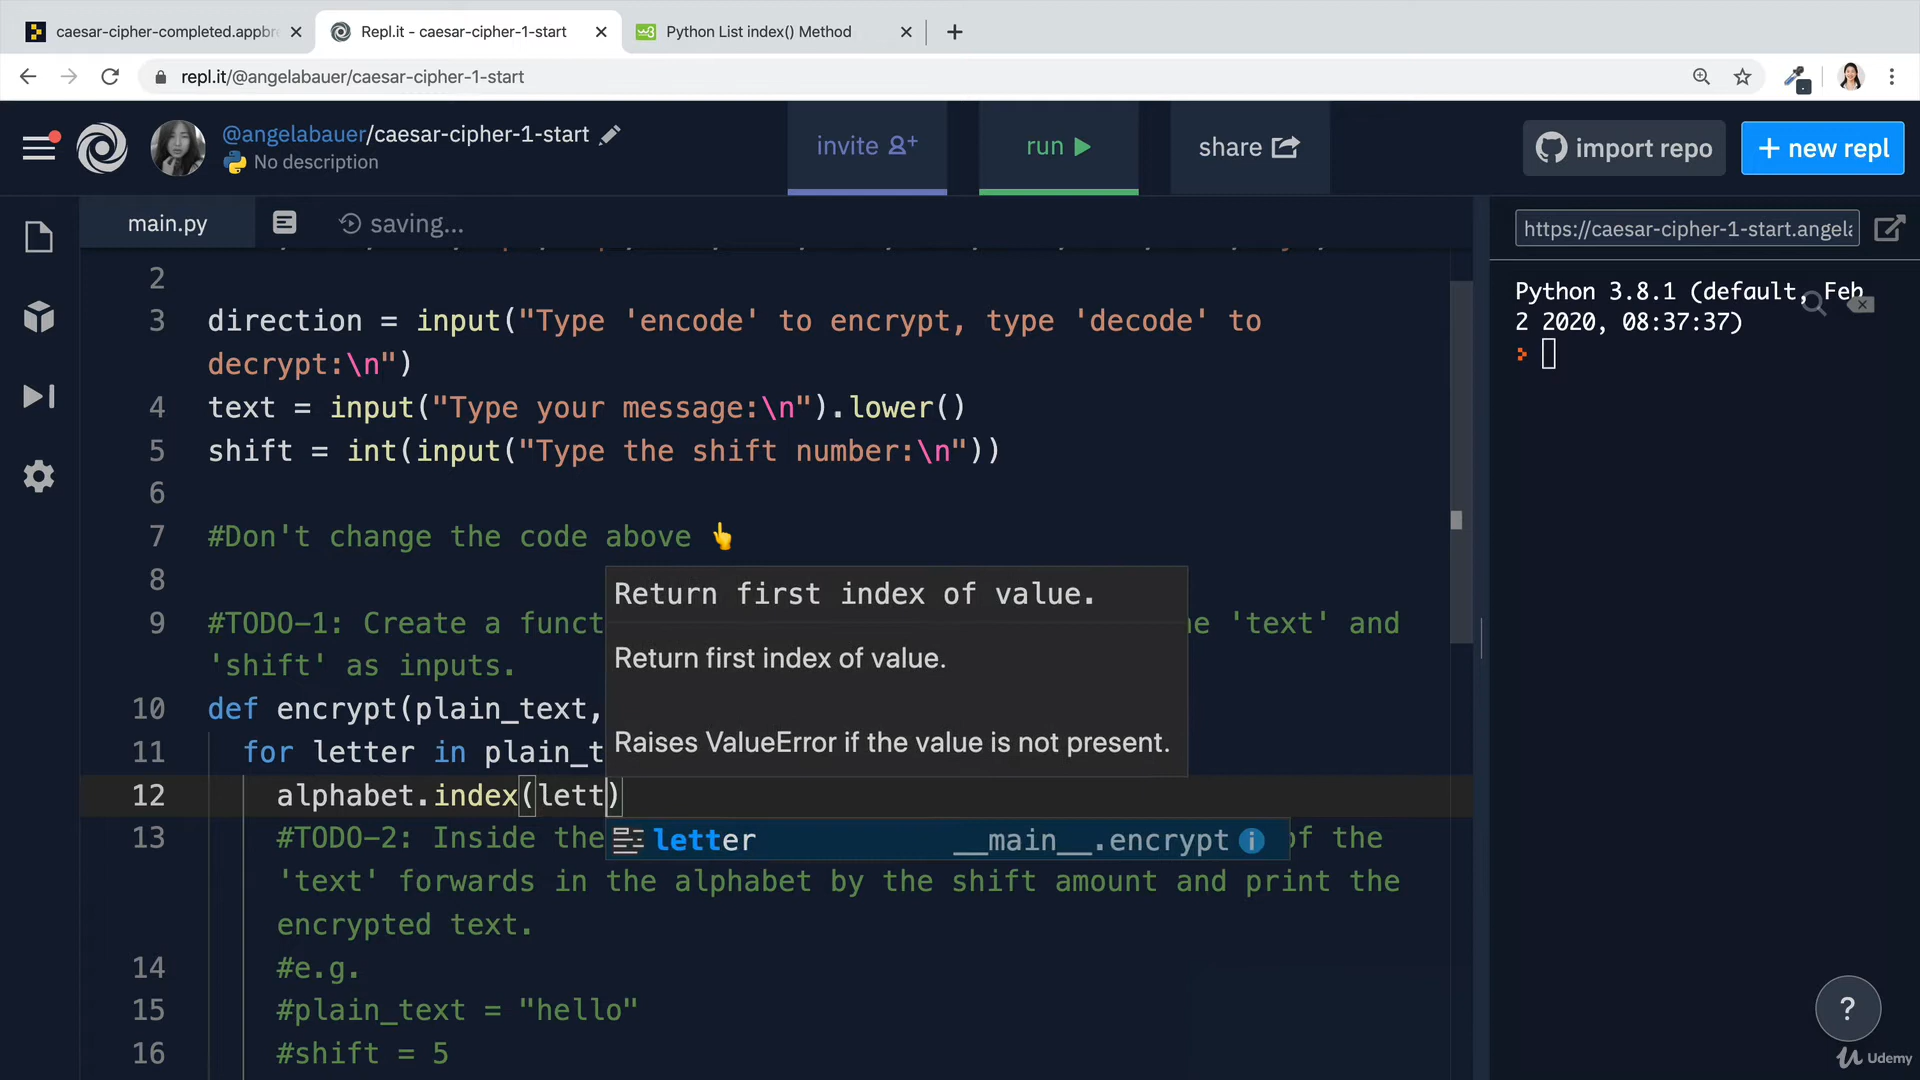 caesar-cipher-completed.appbr
Repl.it - caesar-cipher-1-start
Python List index() Method
repl.it/@angelabauer/caesar-cipher-1-start
@angelabauer/caesar-cipher-1-start
No description
invite
run
share
import repo
+ new repl
main.py
saving...
https://caesar-cipher-1-start.angela
Python 3.8.1 (default, Feb
2 2020, 08:37:37)
2
3 direction = input("Type 'encode' to encrypt, type 'decode' to
decrypt:\n")
4 text = input("Type your message:\n").lower()
5 shift = int(input("Type the shift number:\n"))
6
7 #Don't change the code above 👆
8
Return first index of value.
9 #TODO-1: Create a funct e 'text' and
'shift' as inputs.
Return first index of value.
10 def encrypt(plain_text,
Raises ValueError if the value is not present.
11 for letter in plain_t
12 alphabet.index(lett)
letter __main__.encrypt
13 #TODO-2: Inside the of the
'text' forwards in the alphabet by the shift amount and print the
encrypted text.
14 #e.g.
15 #plain_text = "hello"
16 #shift = 5
?
Udemy